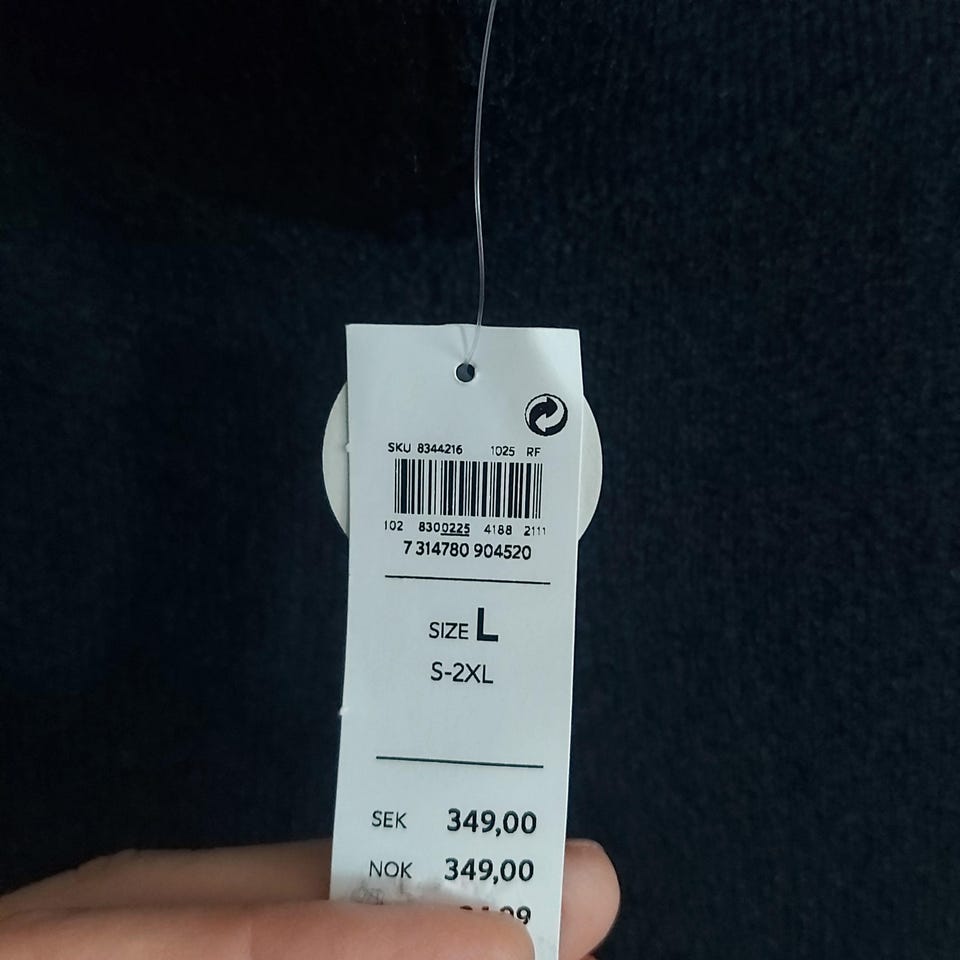 SKU 8344216 1025 RF
102 8300225 4188 2111
7 314780 904520
SIZE L
S-2XL
SEK 349,00
NOK 349,00